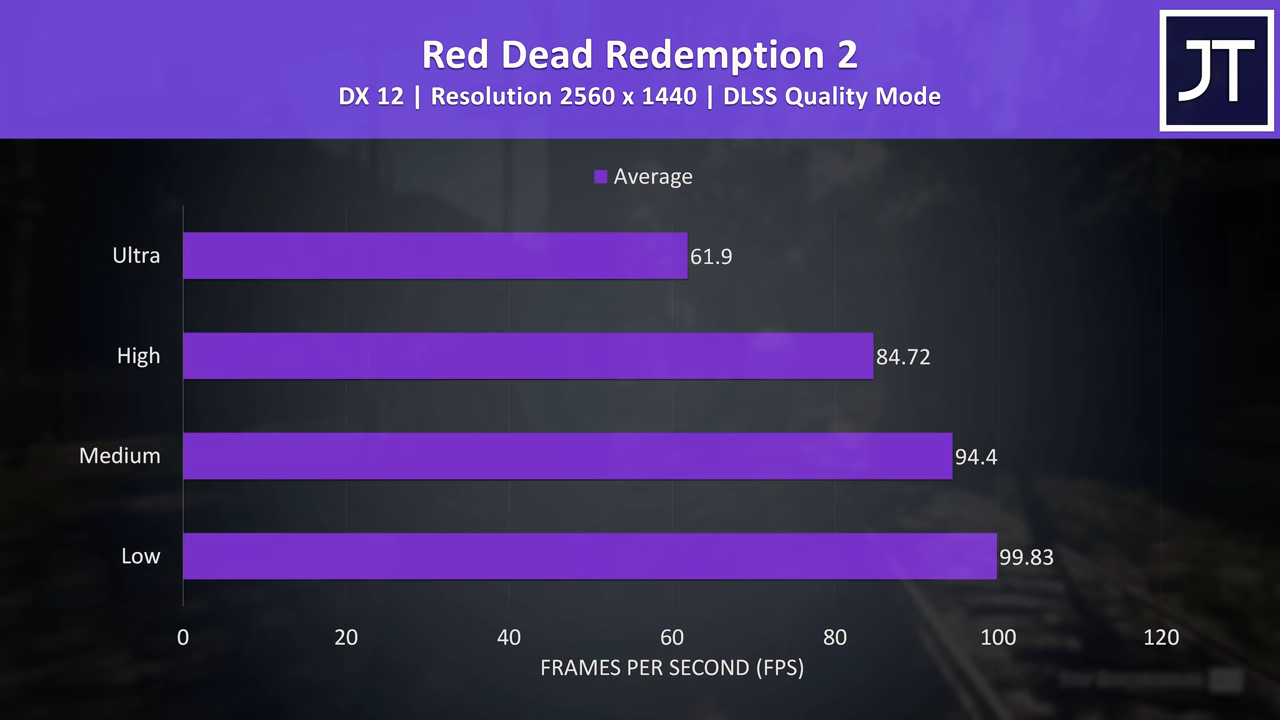 Red Dead Redemption 2
DX 12 | Resolution 2560 x 1440 | DLSS Quality Mode
JT
Average
Ultra
61.9
High
84.72
Medium
94.4
Low
99.83
0 20 40 60 80 100 120
FRAMES PER SECOND (FPS)